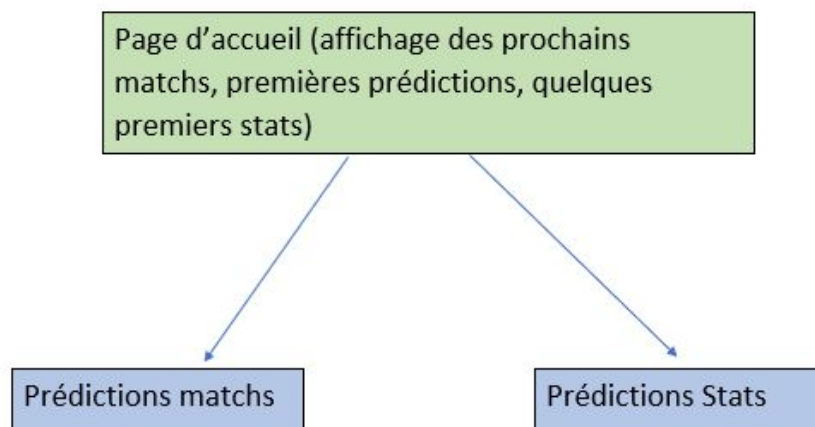 Page d’accueil (affichage des prochains
matchs, premières prédictions, quelques
premiers stats)
Prédictions matchs
Prédictions Stats